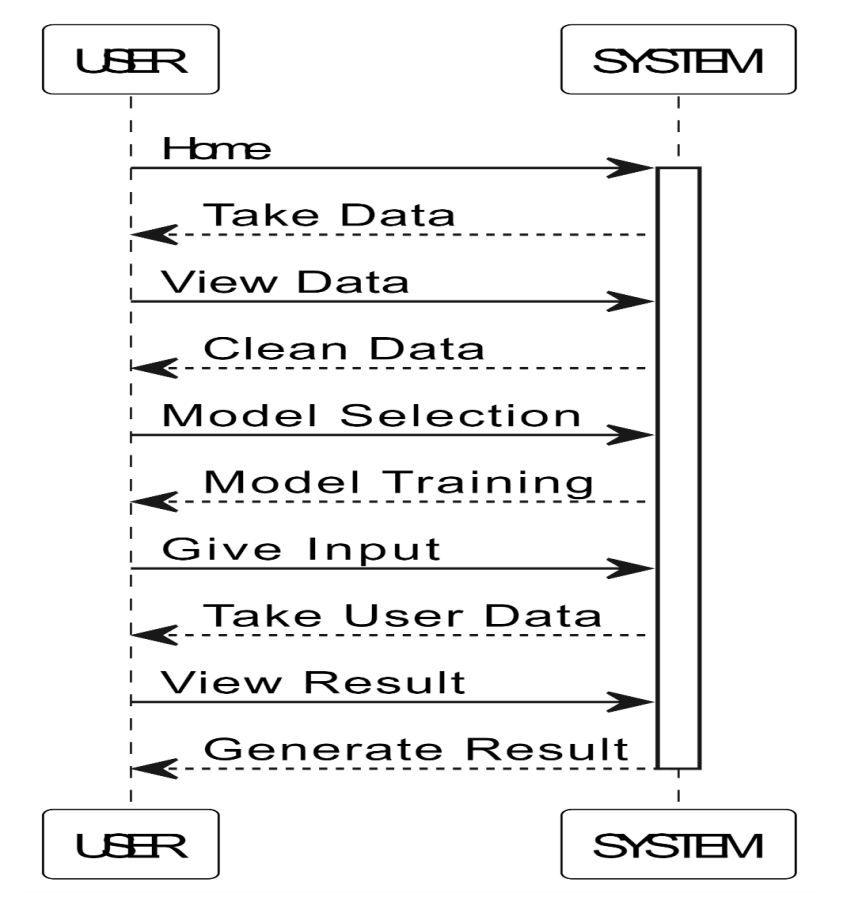 USER
SYSTEM
Home
Take Data
View Data
Clean Data
Model Selection
Model Training
Give Input
Take User Data
View Result
Generate Result
USER
SYSTEM